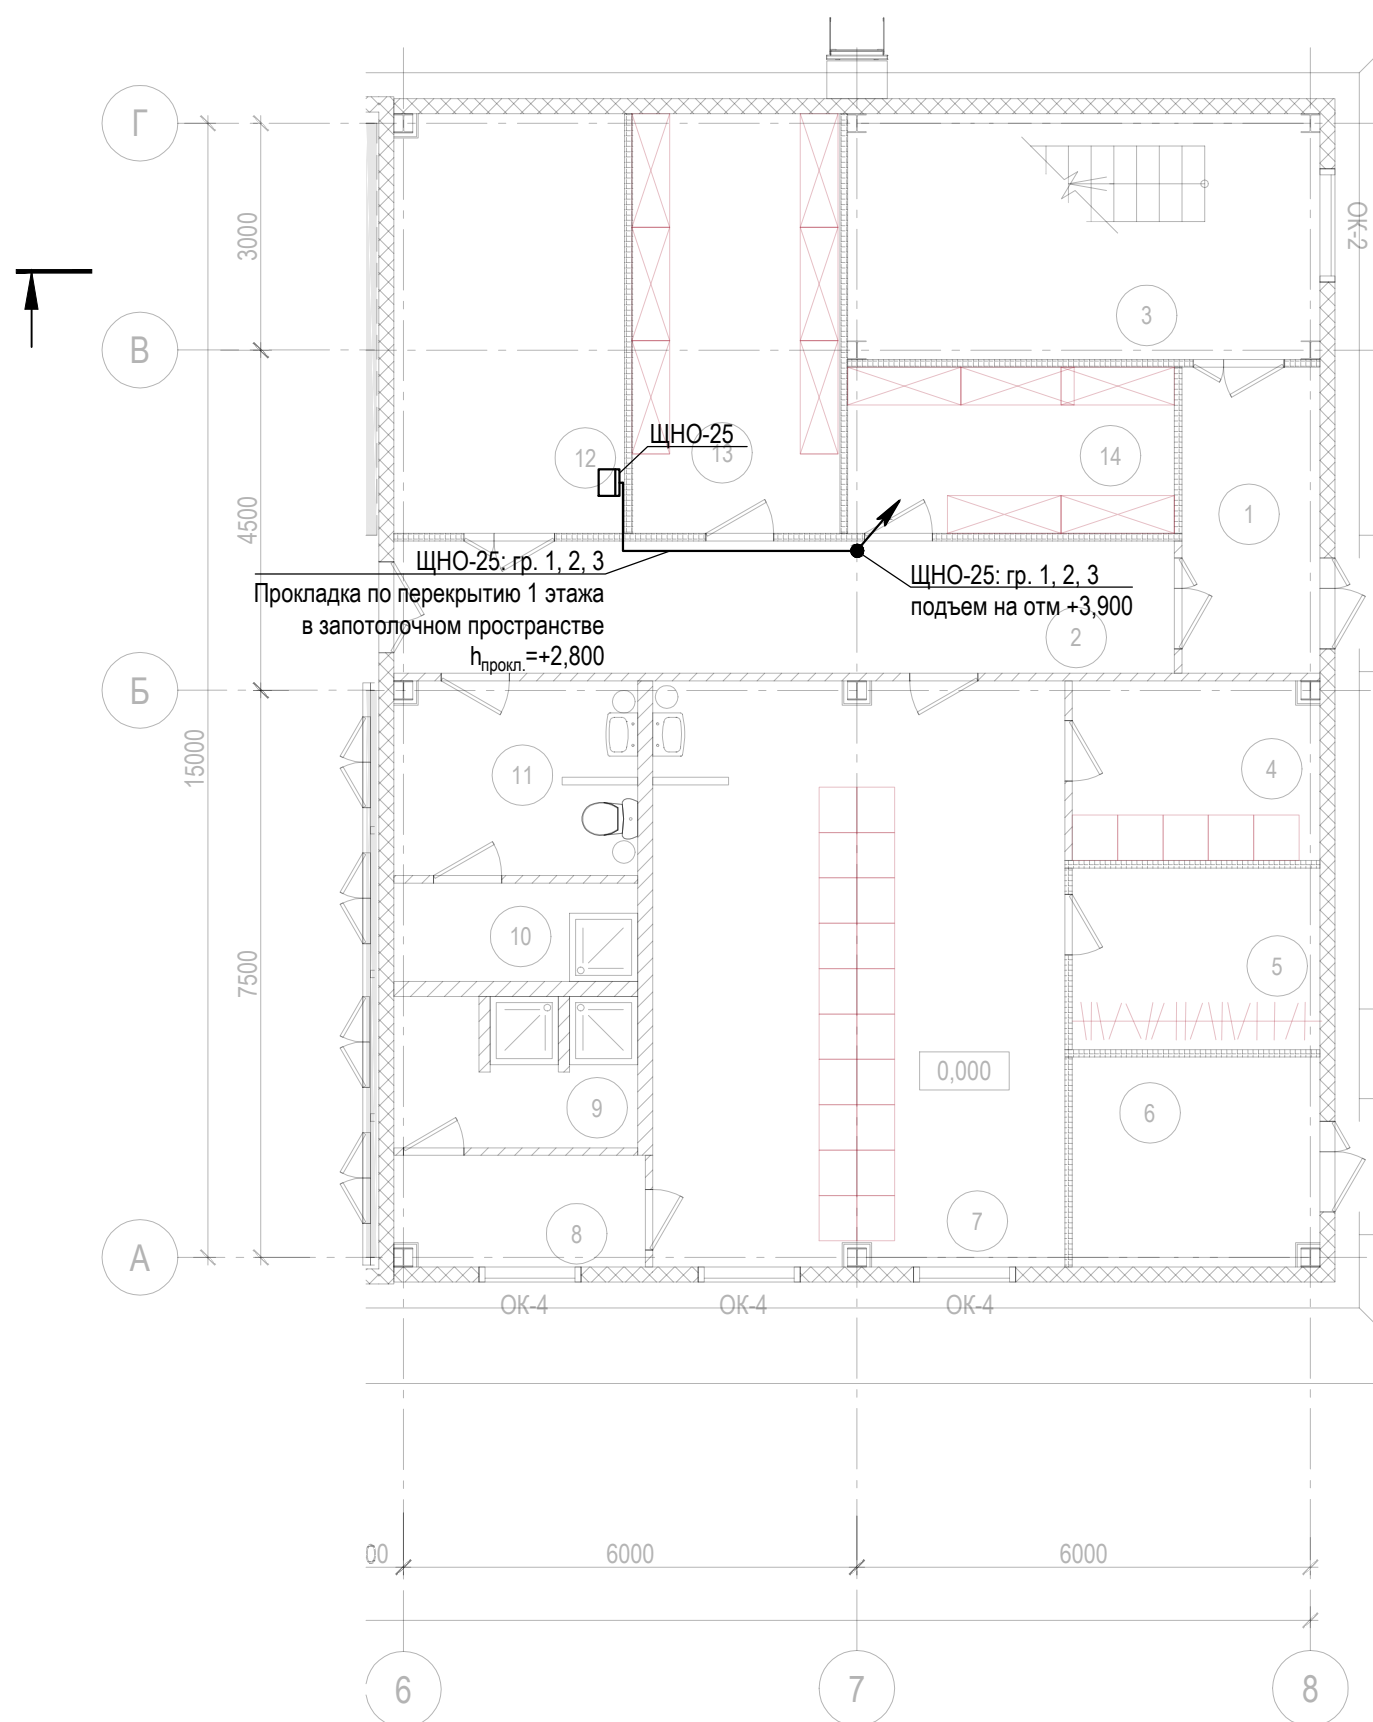 Г
3000
ОК-2
3
В
ЩНО-25
12
13
14
1
4500
ЩНО-25: гр. 1, 2, 3
Прокладка по перекрытию 1 этажа
в запотолочном пространстве
hпрокл.=+2,800
ЩНО-25: гр. 1, 2, 3
подъем на отм +3,900
2
Б
15000
11
4
10
5
7500
0,000
9
6
8
7
А
ОК-4
ОК-4
ОК-4
6000
6000
6
7
8